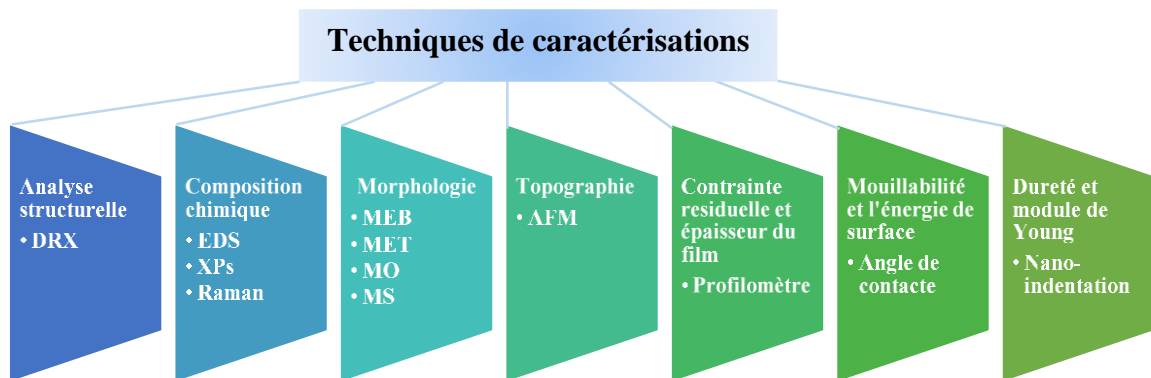 Techniques de caractérisations
Analyse
structurelle
• DRX
Composition
chimique
• EDS
• XPs
• Raman
Morphologie
• MEB
• MET
• MO
• MS
Topographie
• AFM
Contrainte
residuelle et
épaisseur du
film
• Profilomètre
Mouillabilité
et l'énergie de
surface
• Angle de
contacte
Dureté et
module de
Young
• Nano-
indentation